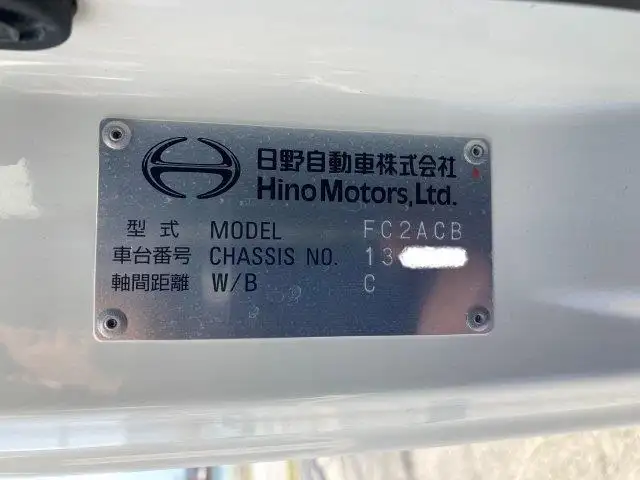 日野自動車株式会社
Hino Motors, Ltd.
型式 MODEL FC2ACB
車台番号 CHASSIS NO. 13
軸間距離 W/B C